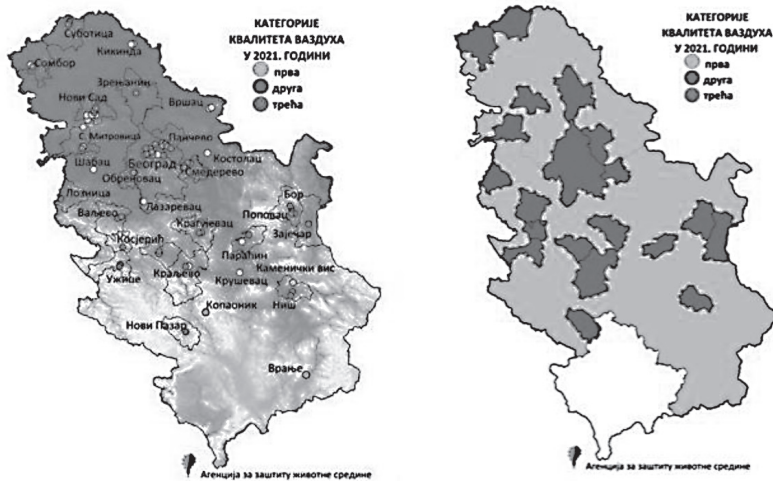 КАТЕГОРИЈЕ
КВАЛИТЕТА ВАЗДУХА
У 2021. ГОДИНИ
прва
друга
трећа
Суботица
Кикинда
Сомбор
Зрењанин
Нови Сад
Вршац
С. Митровица
Панчево
Шабац
Београд
Костолац
Обреновац
Смедерево
Лозница
Лазаревац
Бор
Ваљево
Крагујевац
Поповац
Косјерић
Зајечар
Параћин
Ужице
Краљево
Крушевац
Каменички вис
Копаоник
Ниш
Нови Пазар
Врање
Агенција за заштиту животне средине
КАТЕГОРИЈЕ
КВАЛИТЕТА ВАЗДУХА
У 2021. ГОДИНИ
прва
друга
трећа
Агенција за заштиту животне средине